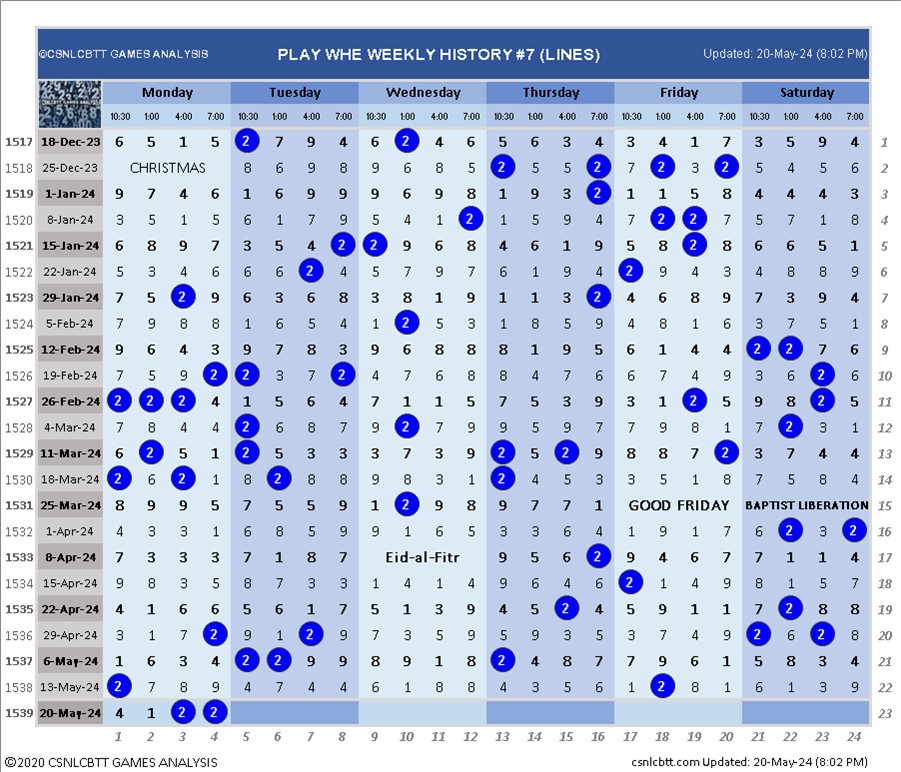 ©CSNLCBTT GAMES ANALYSIS PLAY WHE WEEKLY HISTORY #7 (LINES) Updated: 20-May-24 (8:02 PM)
Monday Tuesday Wednesday Thursday Friday Saturday
10:30 1:00 4:00 7:00 10:30 1:00 4:00 7:00 10:30 1:00 4:00 7:00 10:30 1:00 4:00 7:00 10:30 1:00 4:00 7:00 10:30 1:00 4:00 7:00
1517 18-Dec-23 6 5 1 5 2 7 9 4 6 2 4 6 5 6 3 4 3 4 1 7 3 5 9 4 1
1518 25-Dec-23 CHRISTMAS 8 6 9 8 9 6 8 6 2 5 6 2 7 2 3 2 5 4 5 6 2
1519 1-Jan-24 9 7 4 6 1 6 9 9 9 6 9 8 5 1 9 3 2 1 1 5 8 4 4 4 3 3
1520 8-Jan-24 3 5 1 5 6 1 7 9 5 4 1 2 1 5 9 4 7 2 2 7 5 7 1 8 4
1521 15-Jan-24 6 8 9 7 3 5 4 2 2 9 6 8 4 6 1 9 5 8 2 8 6 6 5 1 5
1522 22-Jan-24 5 3 4 6 6 6 2 4 5 7 9 7 6 1 9 4 2 9 4 3 4 8 8 9 6
1523 29-Jan-24 7 5 2 9 6 3 6 8 3 8 1 9 1 1 3 2 4 6 8 9 7 3 9 4 7
1524 5-Feb-24 7 9 8 8 1 6 5 4 1 2 5 3 1 8 5 9 4 8 1 6 3 7 5 1 8
1525 12-Feb-24 9 6 4 3 9 7 8 3 9 6 8 8 8 1 9 5 6 1 4 4 2 2 7 6 9
1526 19-Feb-24 7 5 9 2 2 3 7 2 4 7 6 8 8 4 7 6 6 7 4 9 3 6 2 6 10
1527 26-Feb-24 2 2 2 4 1 5 6 4 7 1 1 5 7 5 3 9 3 1 2 5 9 8 2 5 11
1528 4-Mar-24 7 8 4 4 2 6 8 7 9 2 7 9 9 5 9 7 7 9 8 1 7 2 3 1 12
1529 11-Mar-24 6 2 5 1 2 5 3 3 3 7 3 9 2 5 2 9 8 8 7 2 3 7 4 4 13
1530 18-Mar-24 2 6 2 1 8 2 8 8 9 8 3 1 2 4 5 3 3 5 1 8 7 5 8 4 14
1531 25-Mar-24 8 9 9 5 7 5 5 9 1 2 9 8 9 7 7 1 GOOD FRIDAY BAPTIST LIBERATION 15
1532 1-Apr-24 4 3 3 1 6 8 5 9 9 1 6 5 3 3 6 4 1 9 1 7 6 2 3 2 16
1533 8-Apr-24 7 3 3 3 7 1 8 7 Eid-al-Fitr 9 5 6 2 9 4 6 7 7 1 1 4 17
1534 15-Apr-24 9 8 3 5 8 7 3 3 1 4 1 4 9 6 4 6 2 1 4 9 8 1 5 7 18
1535 22-Apr-24 4 1 6 6 5 6 1 7 5 1 3 9 4 5 2 4 5 9 1 1 7 2 8 8 19
1536 29-Apr-24 3 1 7 2 9 1 2 9 7 3 5 9 5 9 3 5 3 7 4 9 2 6 2 8 20
1537 6-May-24 1 6 3 4 2 2 9 9 8 9 1 8 2 4 8 7 7 9 6 1 5 8 3 4 21
1538 13-May-24 2 7 8 9 4 7 4 4 6 1 8 8 4 3 5 6 1 2 8 1 6 1 3 9 22
1539 20-May-24 4 1 2 2 23
1 2 3 4 5 6 7 8 9 10 11 12 13 14 15 16 17 18 19 20 21 22 23 24
©2020 CSNLCBTT GAMES ANALYSIS csnlcbtt.com Updated: 20-May-24 (8:02 PM)